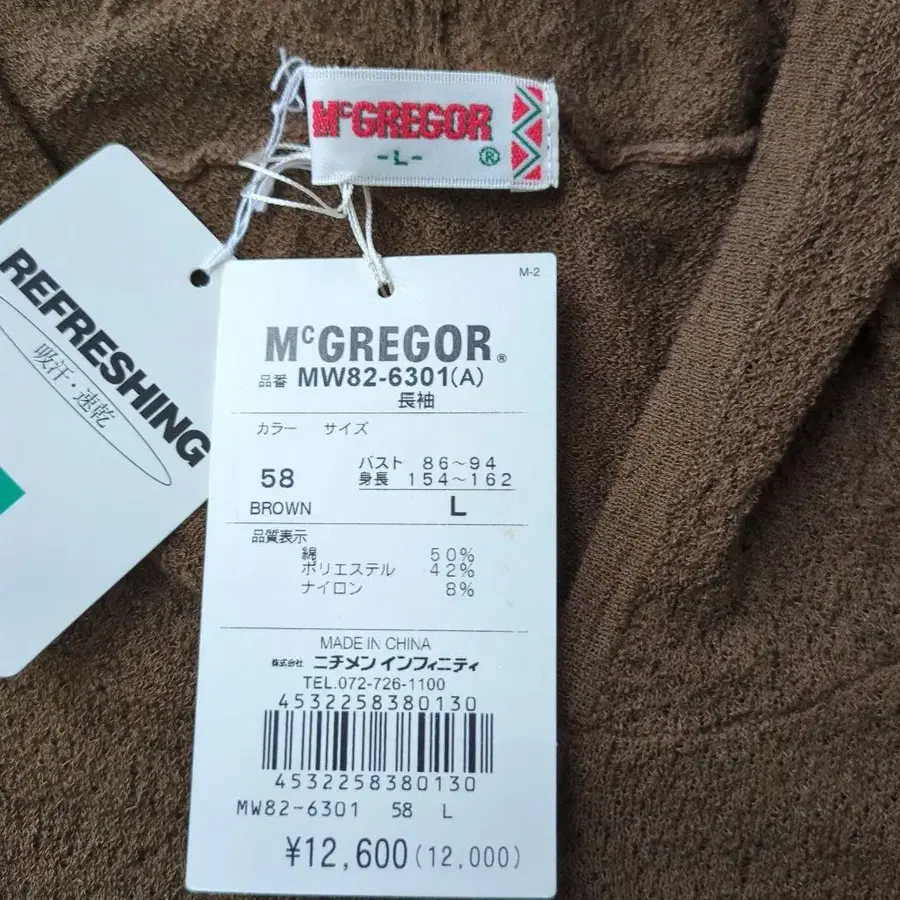 McGREGOR
-L- ®
REFRESHING
吸汗・速乾
M-2
McGREGOR®
品番 MW82-6301(A)
長袖
カラー サイズ
58
BROWN
バスト 86〜94
身長 154〜162
L
品質表示
綿 50%
ポリエステル 42%
ナイロン 8%
MADE IN CHINA
株式会社 ニチメン インフィニティ
TEL.072-726-1100
4532258380130
4532258380130
MW82-6301 58 L
¥12,600(12,000)